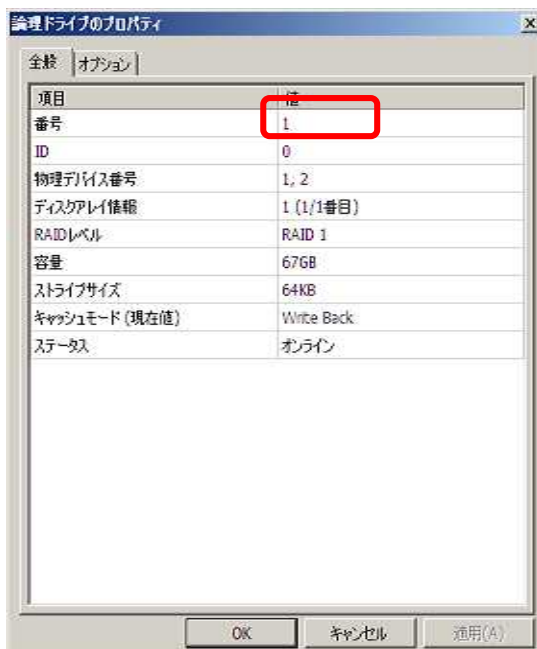 論理ドライブのプロパティ
全般 オプション
項目 値
番号 1
ID 0
物理デバイス番号 1, 2
ディスクアレイ情報 1 (1/1番目)
RAIDレベル RAID 1
容量 67GB
ストライプサイズ 64KB
キャッシュモード (現在値) Write Back
ステータス オンライン
OK キャンセル 適用(A)